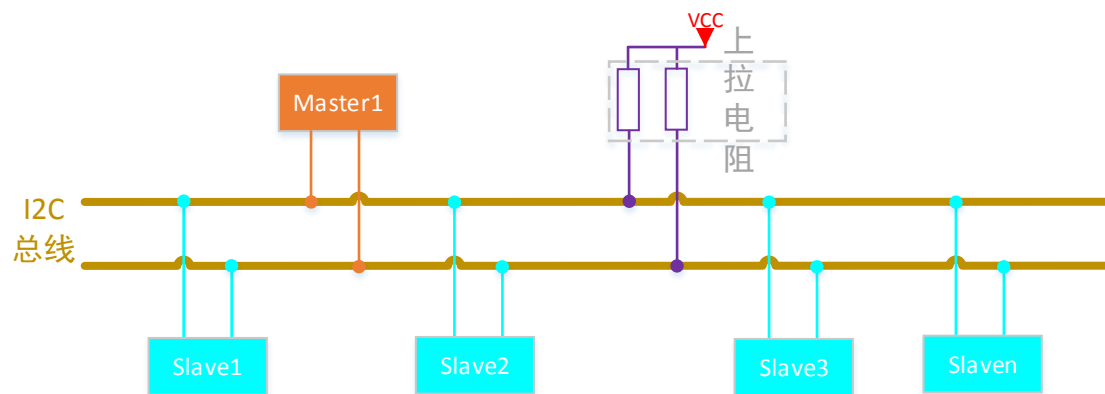 VCC
上
拉
电
阻
Master1
I2C
总线
Slave1
Slave2
Slave3
Slaven